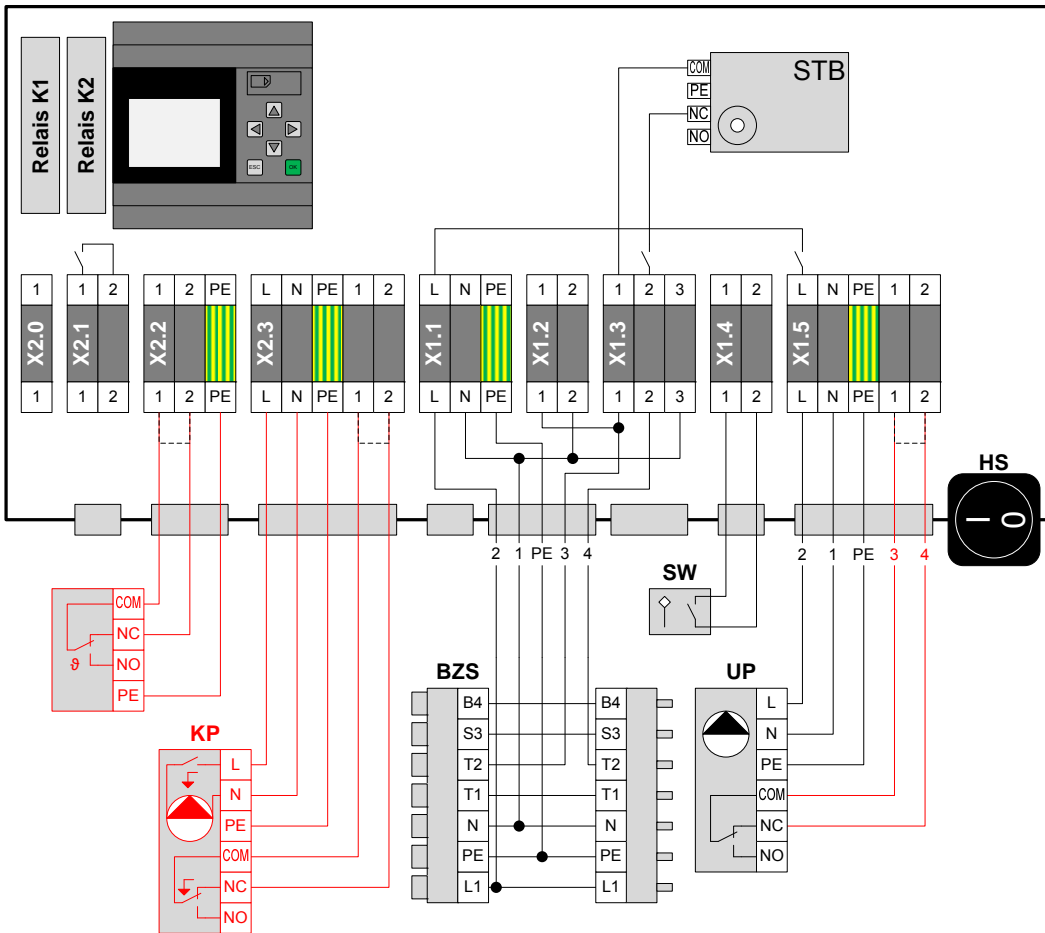 Relais K1
Relais K2
ESC
OK
STB
COM
PE
NC
NO
1
1 2
1 2 PE
L N PE 1 2
L N PE
1 2
1 2 3
1 2
L N PE 1 2
X2.0
X2.1
X2.2
X2.3
X1.1
X1.2
X1.3
X1.4
X1.5
1
1 2
1 2 PE
L N PE 1 2
L N PE
1 2
1 2 3
1 2
L N PE 1 2
HS
I 0
2 1 PE 3 4
2 1 PE 3 4
SW
COM
NC
NO
PE
ϑ
KP
L
N
PE
COM
NC
NO
BZS
B4 B4
S3 S3
T2 T2
T1 T1
N N
PE PE
L1 L1
UP
L
N
PE
COM
NC
NO